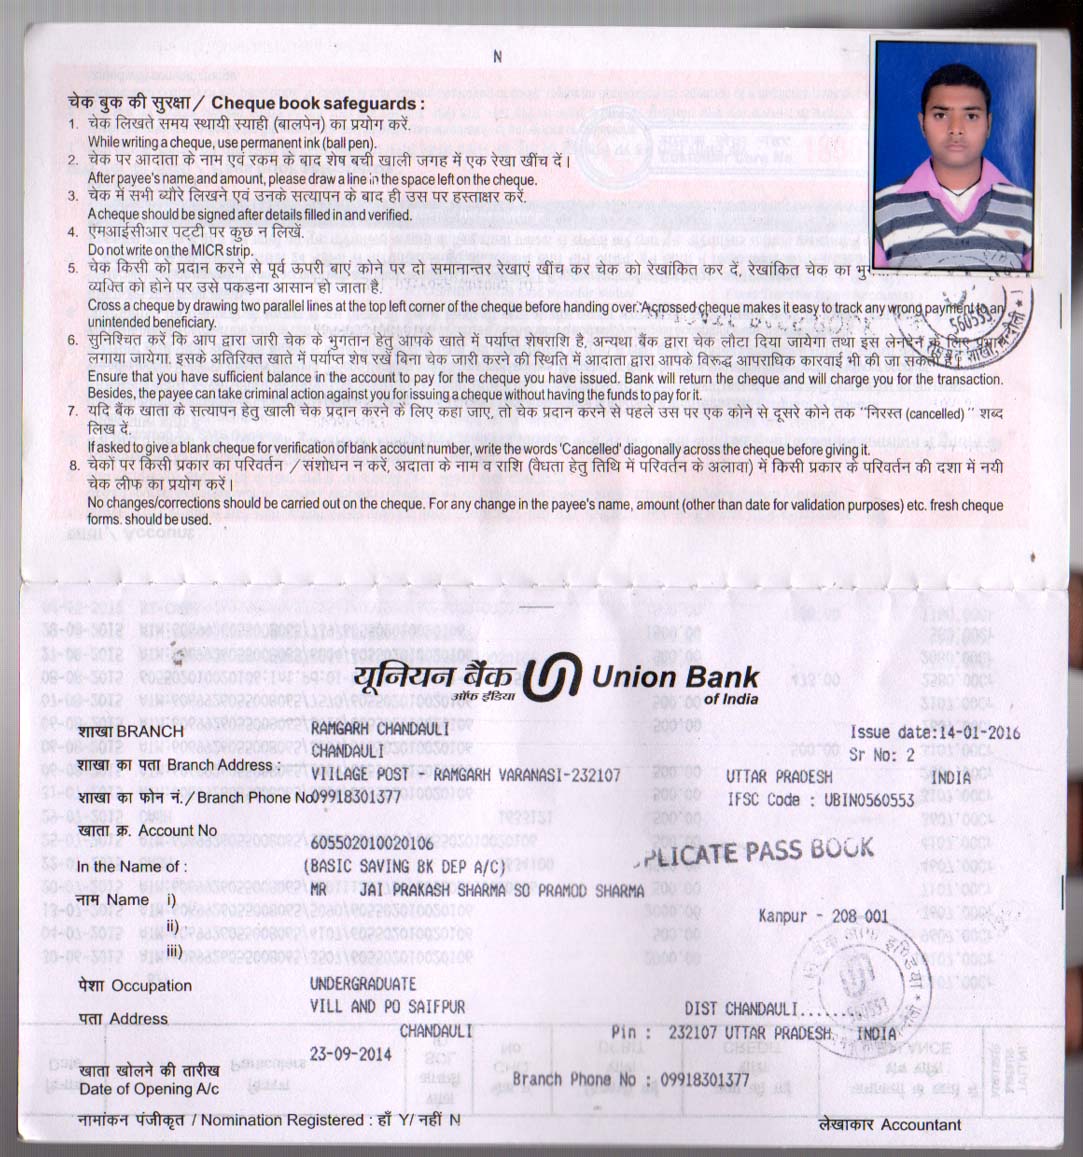 N
चेक बुक की सुरक्षा / Cheque book safeguards :
1. चेक लिखते समय स्थायी स्याही (बालपेन) का प्रयोग करें.
While writing a cheque, use permanent ink (ball pen).
2. चेक पर आदाता के नाम एवं रकम के बाद शेष बची खाली जगह में एक रेखा खींच दें।
After payee's name and amount, please draw a line in the space left on the cheque.
3. चेक में सभी ब्यौरे लिखने एवं उनके सत्यापन के बाद ही उस पर हस्ताक्षर करें.
A cheque should be signed after details filled in and verified.
4. एमआईसीआर पट्टी पर कुछ न लिखें.
Do not write on the MICR strip.
5. चेक किसी को प्रदान करने से पूर्व ऊपरी बाएं कोने पर दो समानान्तर रेखाएं खींच कर चेक को रेखांकित कर दें, रेखांकित चेक का
व्यक्ति को होने पर उसे पकड़ना आसान हो जाता है.
Cross a cheque by drawing two parallel lines at the top left corner of the cheque before handing over. A crossed cheque makes it easy to track any wrong payment to an
unintended beneficiary.
6. सुनिश्चित करें कि आप द्वारा जारी चेक के भुगतान हेतु आपके खाते में पर्याप्त शेषराशि है, अन्यथा बैंक द्वारा चेक लौटा दिया जायेगा तथा इस लेनदेन के लिए
लगाया जायेगा. इसके अतिरिक्त खाते में पर्याप्त शेष रखें बिना चेक जारी करने की स्थिति में आदाता द्वारा आपके विरूद्ध आपराधिक कारवाई भी की जा सकती है।
Ensure that you have sufficient balance in the account to pay for the cheque you have issued. Bank will return the cheque and will charge you for the transaction.
Besides, the payee can take criminal action against you for issuing a cheque without having the funds to pay for it.
7. यदि बैंक खाता के सत्यापन हेतु खाली चेक प्रदान करने के लिए कहा जाए, तो चेक प्रदान करने से पहले उस पर एक कोने से दूसरे कोने तक "निरस्त (cancelled) " शब्द
लिख दें.
If asked to give a blank cheque for verification of bank account number, write the words 'Cancelled' diagonally across the cheque before giving it.
8. चेकों पर किसी प्रकार का परिवर्तन / संशोधन न करें, अदाता के नाम व राशि (वैधता हेतु तिथि में परिवर्तन के अलावा) में किसी प्रकार के परिवर्तन की दशा में नयी
चेक लीफ का प्रयोग करें।
No changes/corrections should be carried out on the cheque. For any change in the payee's name, amount (other than date for validation purposes) etc. fresh cheque
forms. should be used.
560553
यूनियन बैंक Union Bank
ऑफ इंडिया of India
शाखा BRANCH RAMGARH CHANDAULI Issue date:14-01-2016
CHANDAULI Sr No: 2
शाखा का पता Branch Address : VIILAGE POST - RAMGARH VARANASI-232107 UTTAR PRADESH INDIA
शाखा का फोन नं./ Branch Phone No 09918301377 IFSC Code : UBIN0560553
खाता क्र. Account No 605502010020106
PLICATE PASS BOOK
In the Name of : (BASIC SAVING BK DEP A/C)
नाम Name i) MR JAI PRAKASH SHARMA SO PRAMOD SHARMA
Kanpur - 208 001
ii)
iii)
560553
पेशा Occupation UNDERGRADUATE
VILL AND PO SAIFPUR DIST CHANDAULI.......
पता Address CHANDAULI Pin : 232107 UTTAR PRADESH INDIA
23-09-2014
खाता खोलने की तारीख
Date of Opening A/c Branch Phone No : 09918301377
नामांकन पंजीकृत / Nomination Registered : हाँ Y/ नहीं N
लेखाकार Accountant